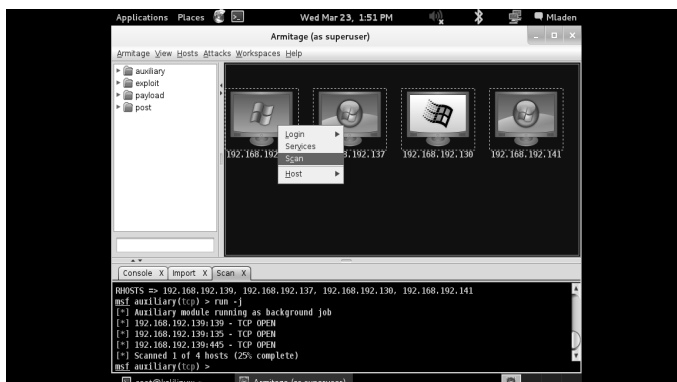 Applications Places Wed Mar 23, 1:51 PM Mladen
Armitage (as superuser)
Armitage View Hosts Attacks Workspaces Help
auxiliary
exploit
payload
post
Login
Services
Scan
Host
192.168.192 .192.137 192.168.192.130 192.168.192.141
Console X Import X Scan X
RHOSTS => 192.168.192.139, 192.168.192.137, 192.168.192.130, 192.168.192.141
msf auxiliary(tcp) > run -j
[*] Auxiliary module running as background job
[*] 192.168.192.139:139 - TCP OPEN
[*] 192.168.192.139:135 - TCP OPEN
[*] 192.168.192.139:445 - TCP OPEN
[*] Scanned 1 of 4 hosts (25% complete)
msf auxiliary(tcp) >
Armitage (as superuser)